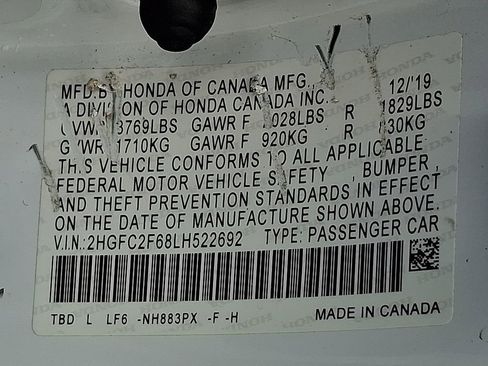 MFD. BY HONDA OF CANADA MFG., 12/'19
A DIVISION OF HONDA CANADA INC.
GVWR 3769LBS GAWR F 2028LBS R 1829LBS
GVWR 1710KG GAWR F 920KG R 830KG
THIS VEHICLE CONFORMS TO ALL APPLICABLE
FEDERAL MOTOR VEHICLE SAFETY , BUMPER,
AND THEFT PREVENTION STANDARDS IN EFFECT
ON THE DATE OF MANUFACTURE SHOWN ABOVE.
V.I.N.: 2HGFC2F68LH522692 TYPE: PASSENGER CAR
TBD L LF6 -NH883PX -F -H MADE IN CANADA